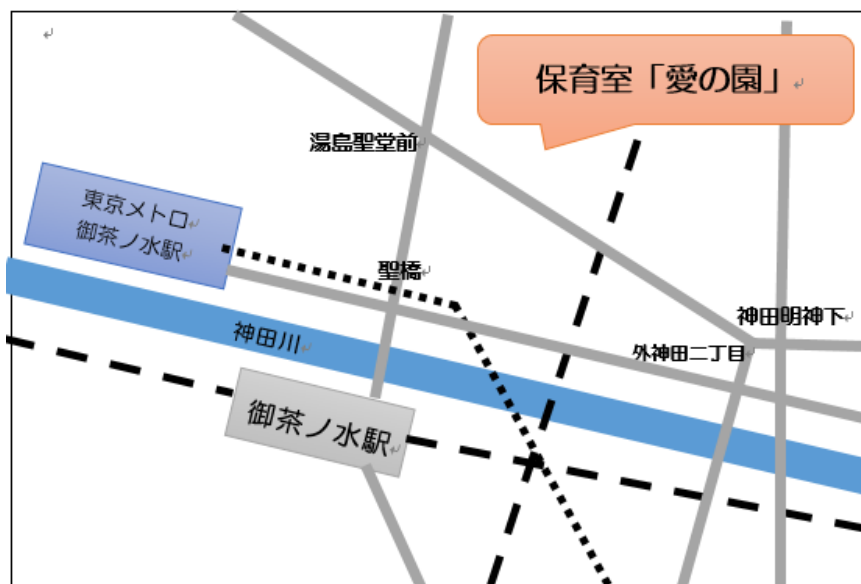 保育室「愛の園」
湯島聖堂前
東京メトロ
御茶ノ水駅
聖橋
神田明神下
神田川
外神田二丁目
御茶ノ水駅